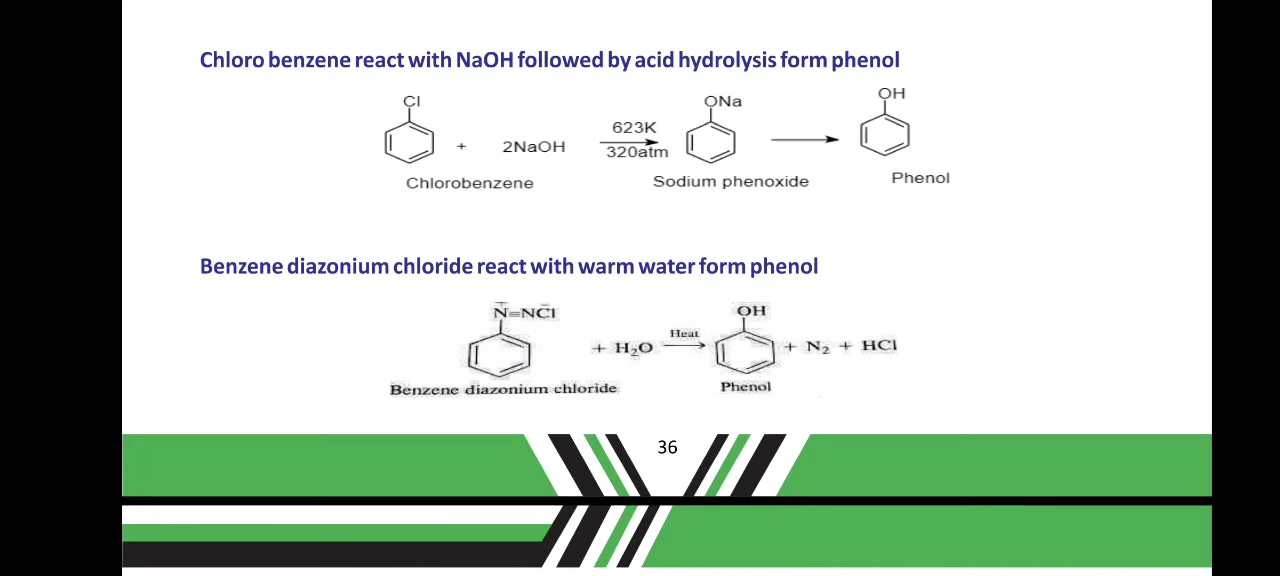 Chloro benzene react with NaOH followed by acid hydrolysis form phenol
Cl
ONa
OH
+ 2NaOH
623K
320atm
Chlorobenzene
Sodium phenoxide
Phenol
Benzene diazonium chloride react with warm water form phenol
N=NCl
+ H₂O
Heat
OH
+ N₂ + HCl
Benzene diazonium chloride
Phenol
36